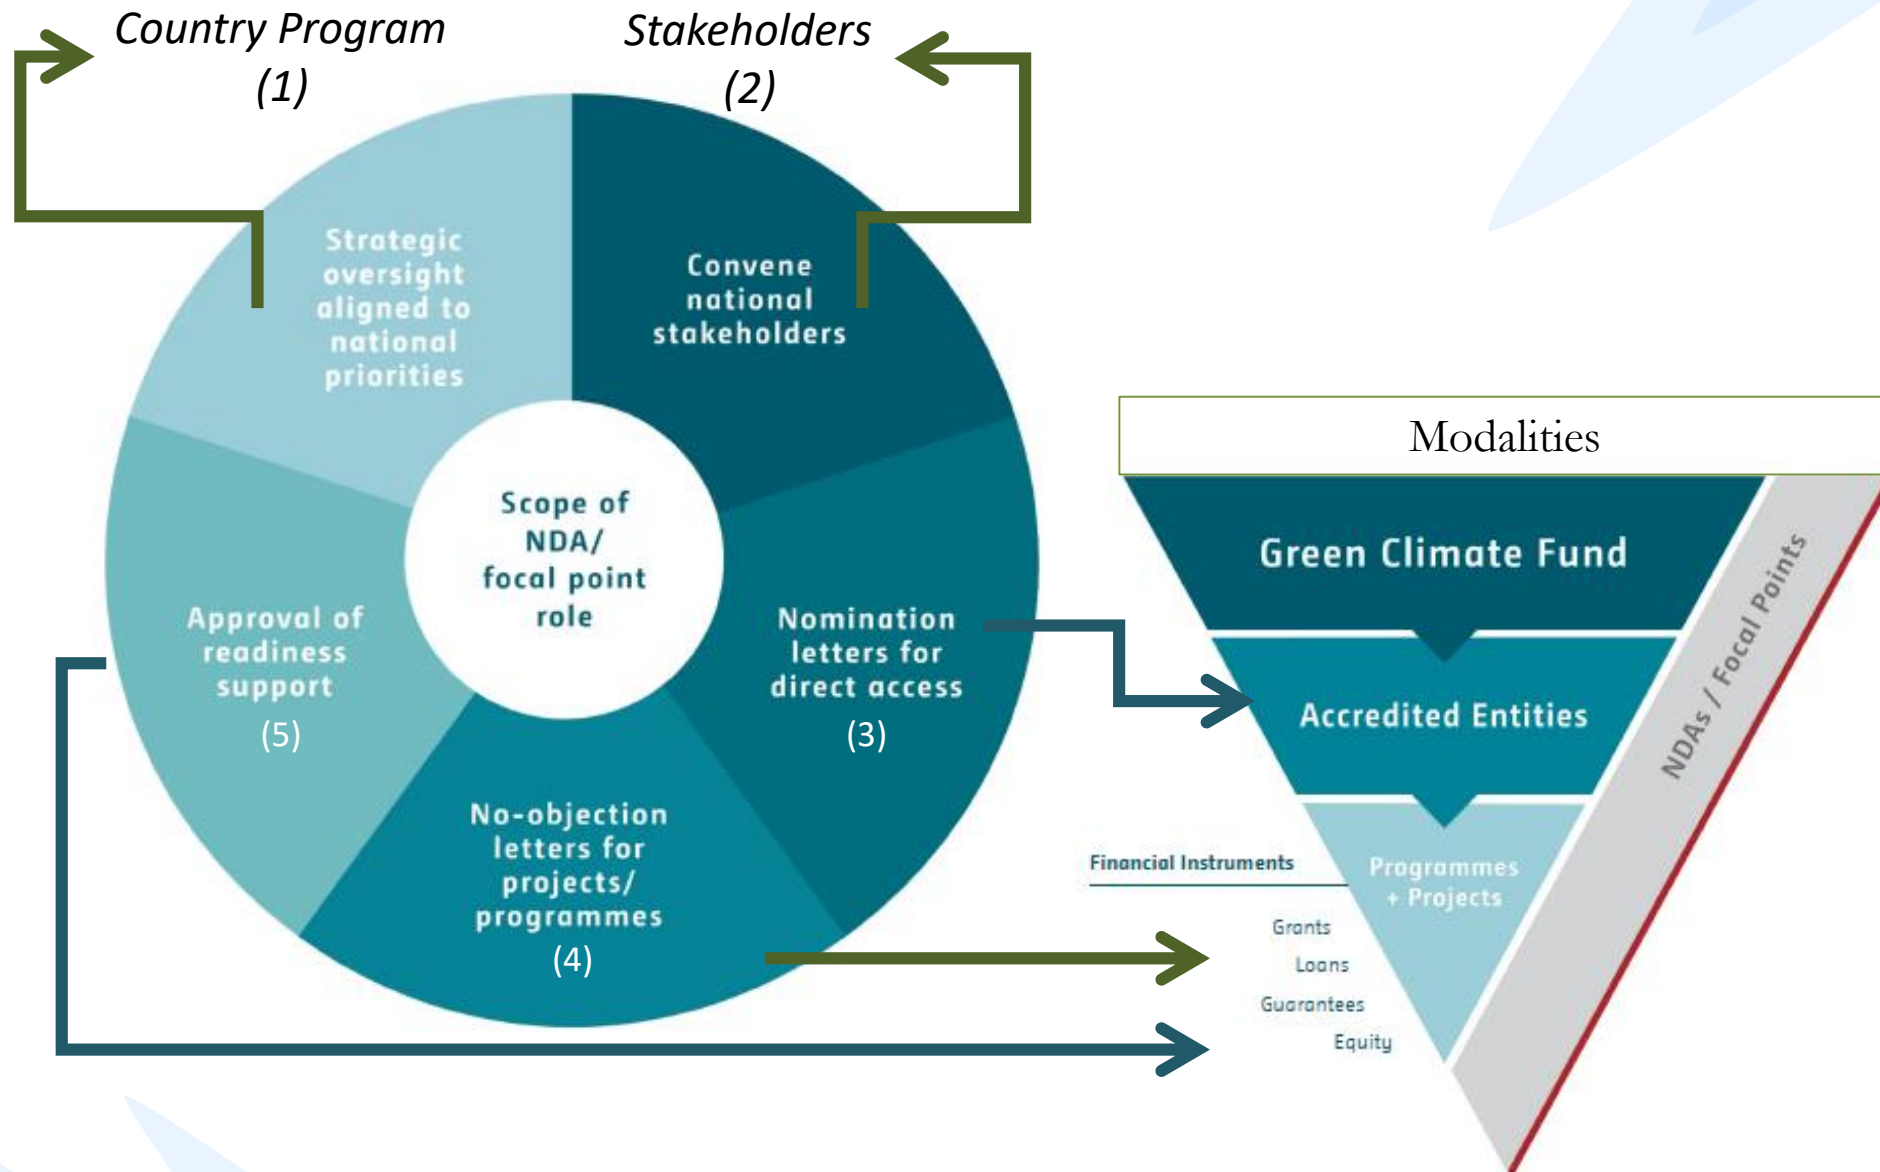 Country Program
(1)
Stakeholders
(2)
Strategic
oversight
aligned to
national
priorities
Convene
national
stakeholders
Scope of
NDA/
focal point
role
Nomination
letters for
direct access
(3)
No-objection
letters for
projects/
programmes
(4)
Approval of
readiness
support
(5)
Modalities
Green Climate Fund
Accredited Entities
Programmes
+ Projects
NDAs / Focal Points
Financial Instruments
Grants
Loans
Guarantees
Equity